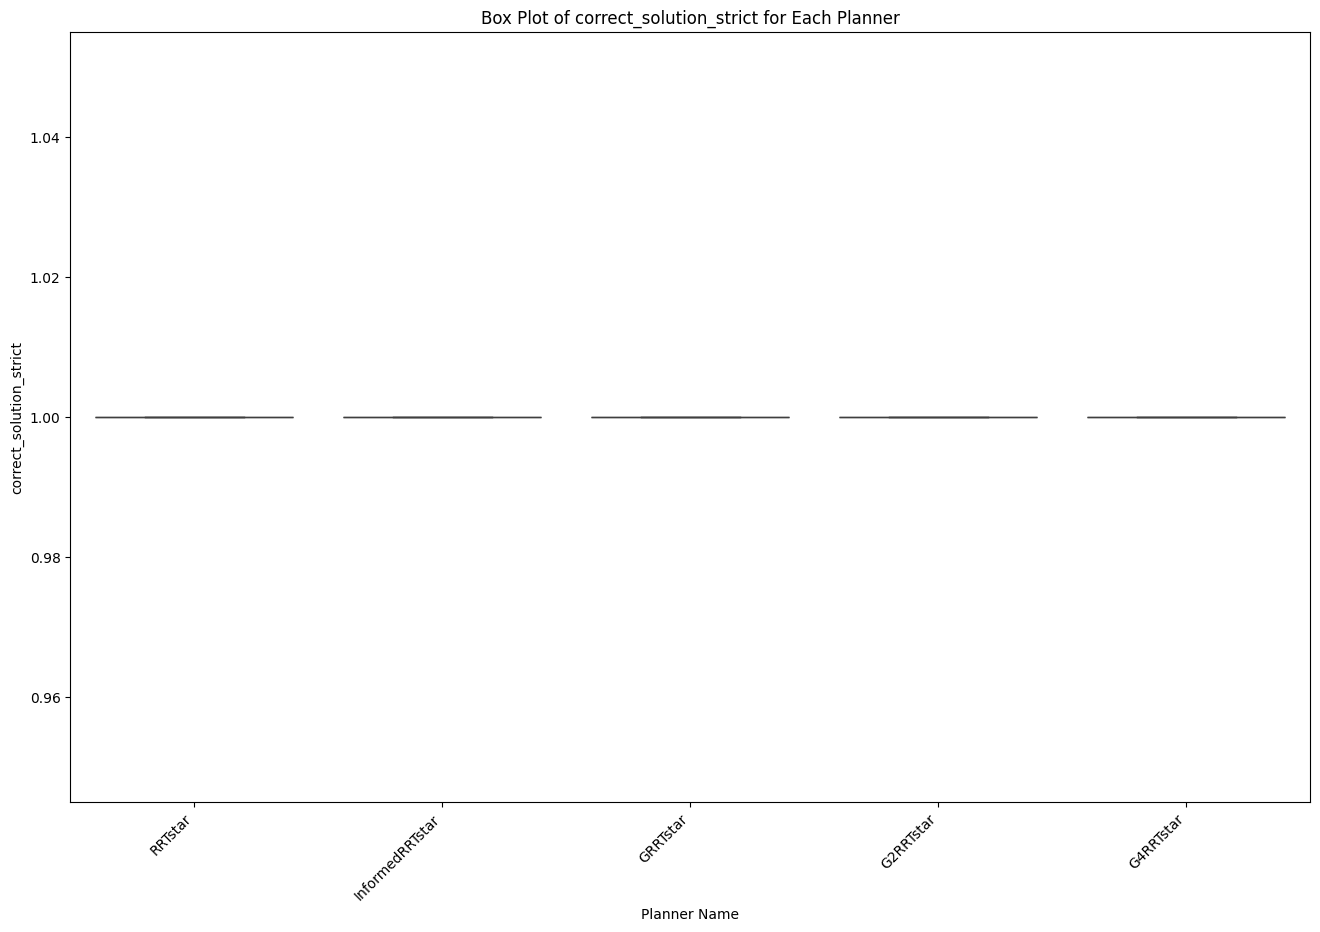 Box Plot of correct_solution_strict for Each Planner
correct_solution_strict
1.04
1.02
1.00
0.98
0.96
RRTstar
InformedRRTstar
GRRTstar
G2RRTstar
G4RRTstar
Planner Name